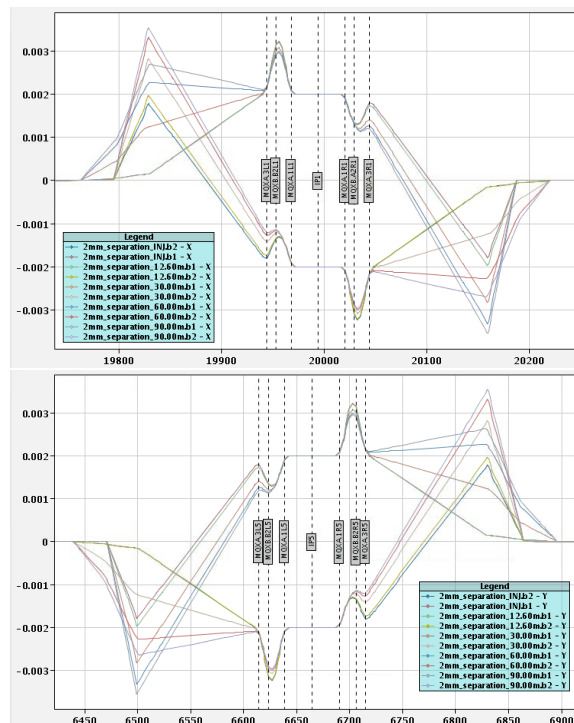 0.003
0.002
0.001
0
-0.001
-0.002
-0.003
MQXA.3L1
MQXB.B2L1
MQXA.1L1
IP1
MQXA.1R1
MQXB.A2R1
MQXA.3R1
Legend
2mm_separation_INJ.b2 - X
2mm_separation_INJ.b1 - X
2mm_separation_12.60m.b1 - X
2mm_separation_12.60m.b2 - X
2mm_separation_30.00m.b1 - X
2mm_separation_30.00m.b2 - X
2mm_separation_60.00m.b1 - X
2mm_separation_60.00m.b2 - X
2mm_separation_90.00m.b1 - X
2mm_separation_90.00m.b2 - X
19800 19900 20000 20100 20200
0.003
0.002
0.001
0
-0.001
-0.002
-0.003
MQXA.3L5
MQXB.B2L5
MQXA.1L5
IP5
MQXA.1R5
MQXB.B2R5
MQXA.3R5
Legend
2mm_separation_INJ.b2 - Y
2mm_separation_INJ.b1 - Y
2mm_separation_12.60m.b1 - Y
2mm_separation_12.60m.b2 - Y
2mm_separation_30.00m.b1 - Y
2mm_separation_30.00m.b2 - Y
2mm_separation_60.00m.b1 - Y
2mm_separation_60.00m.b2 - Y
2mm_separation_90.00m.b1 - Y
2mm_separation_90.00m.b2 - Y
6450 6500 6550 6600 6650 6700 6750 6800 6850 6900